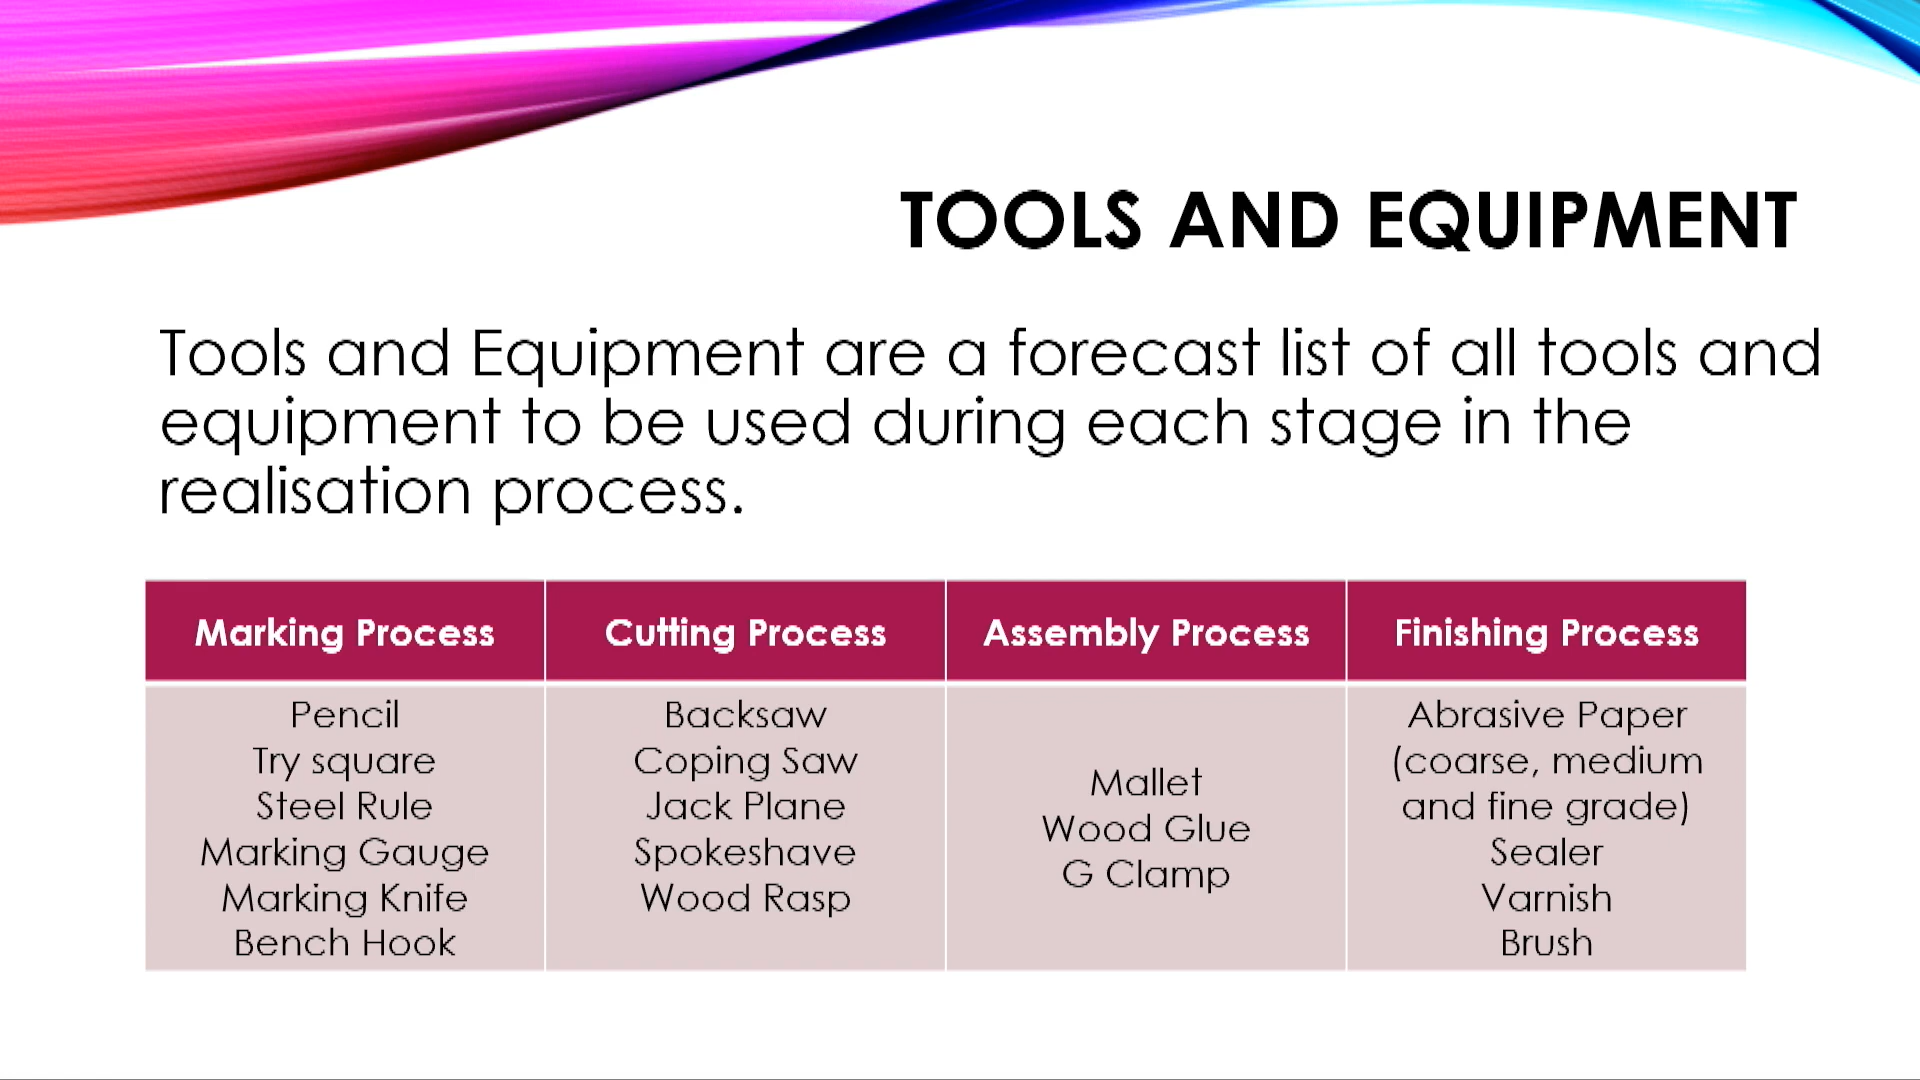 TOOLS AND EQUIPMENT
Tools and Equipment are a forecast list of all tools and
equipment to be used during each stage in the
realisation process.
Marking Process
Pencil
Try square
Steel Rule
Marking Gauge
Marking Knife
Bench Hook
Cutting Process
Backsaw
Coping Saw
Jack Plane
Spokeshave
Wood Rasp
Assembly Process
Mallet
Wood Glue
G Clamp
Finishing Process
Abrasive Paper
(coarse, medium
and fine grade)
Sealer
Varnish
Brush